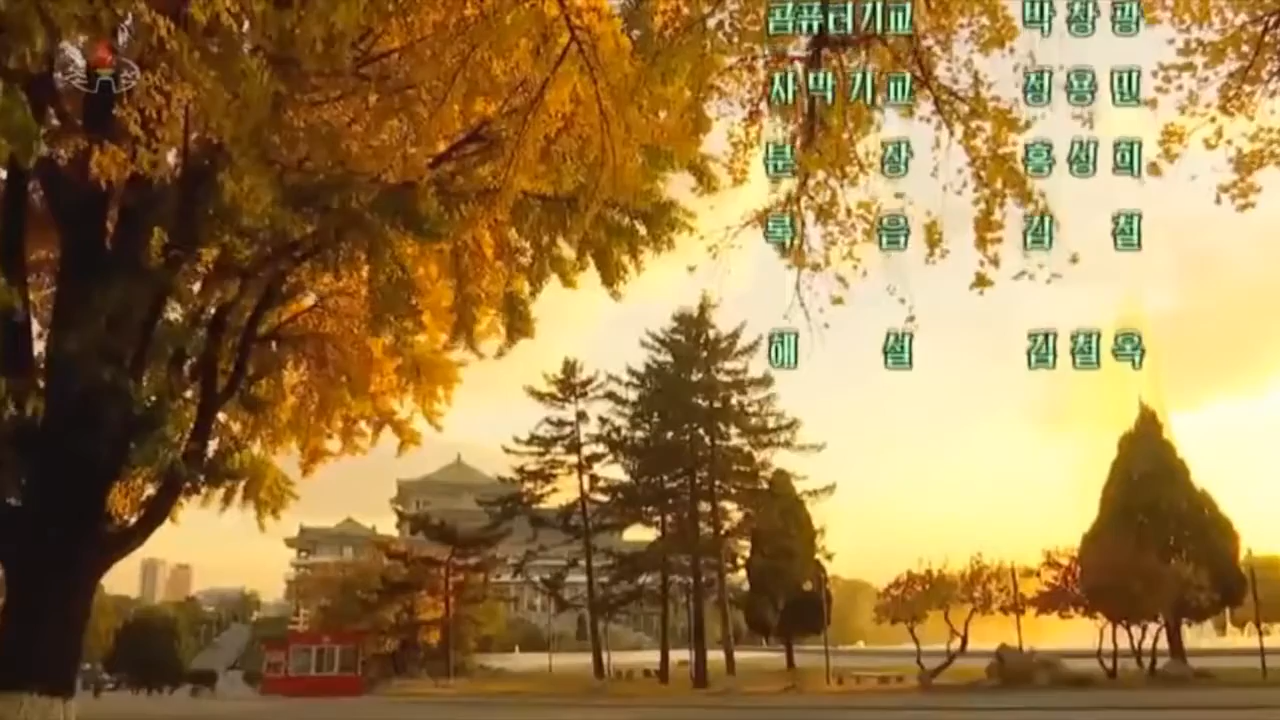 콤퓨터기교 박창광
자막기교 정용민
분장 홍성희
록음 김철
해설 김철옥